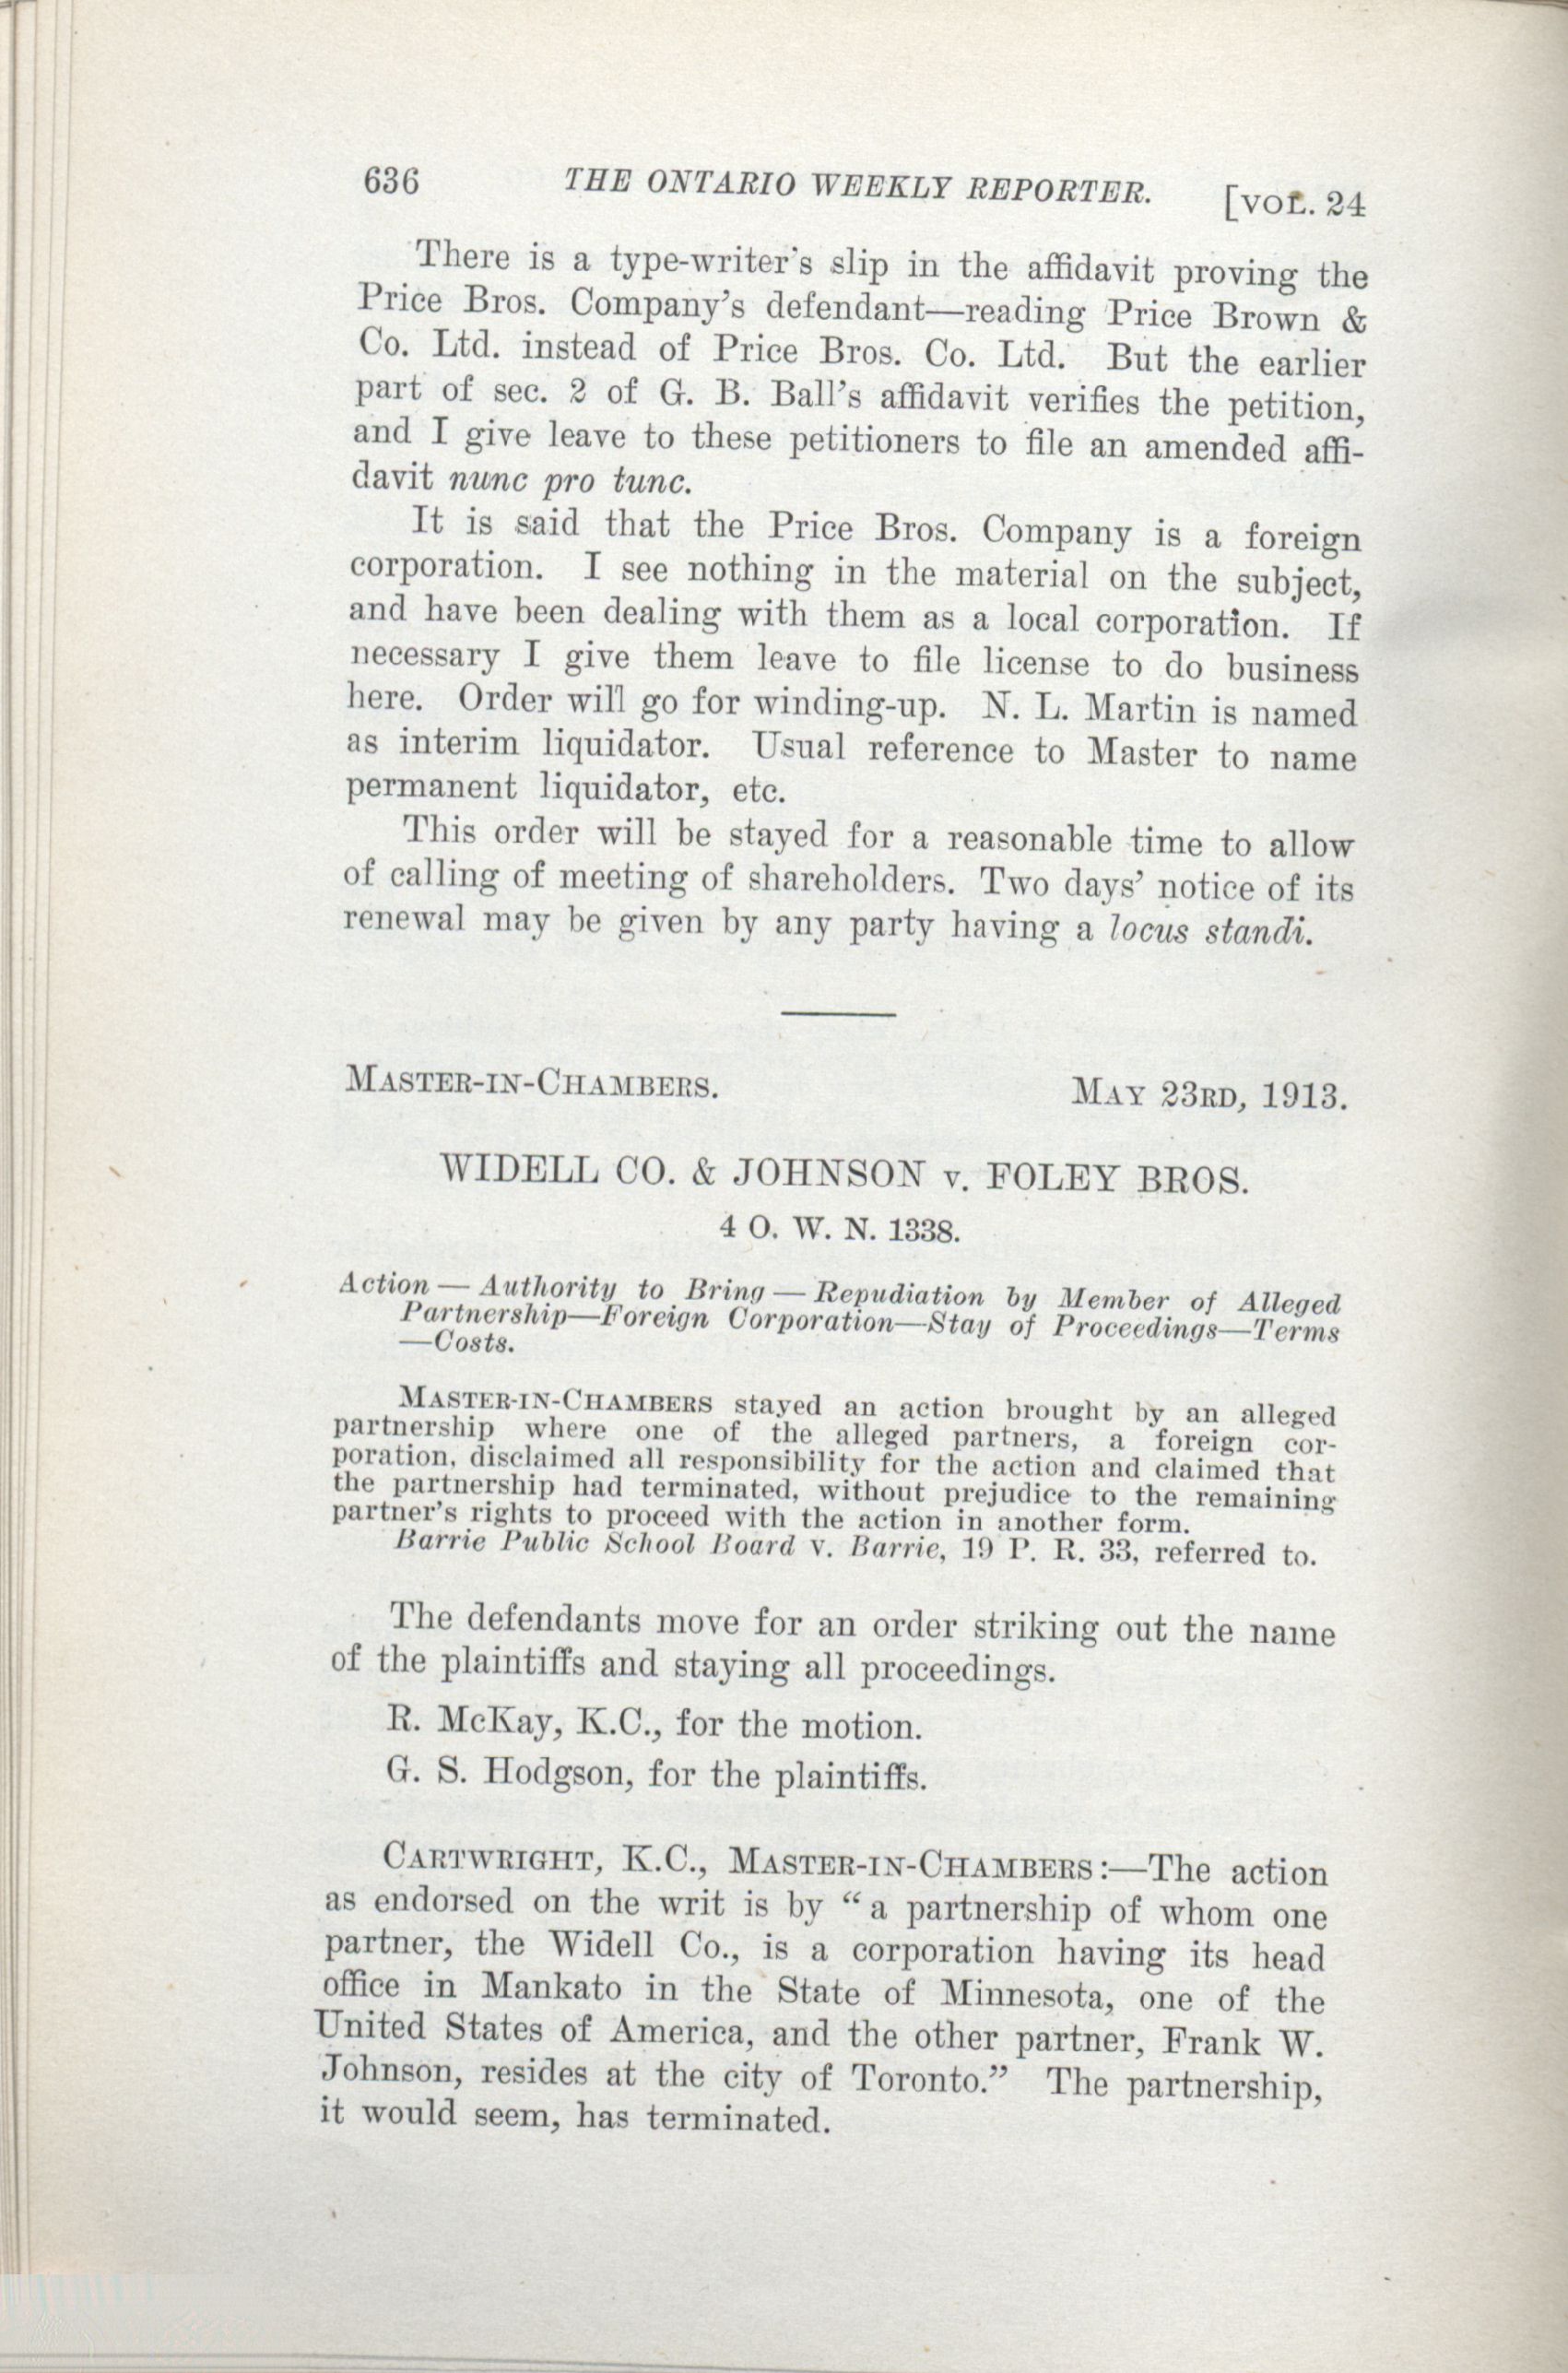 636 THE ONTARIO WEEKLY REPORTER. [VOL. 24
There is a type-writer's slip in the affidavit proving the
Price Bros. Company's defendant—reading Price Brown &
Co. Ltd. instead of Price Bros. Co. Ltd. But the earlier
part of sec. 2 of G. B. Ball's affidavit verifies the petition,
and I give leave to these petitioners to file an amended affi-
davit nunc pro tunc.
It is said that the Price Bros. Company is a foreign
corporation. I see nothing in the material on the subject,
and have been dealing with them as a local corporation. If
necessary I give them leave to file license to do business
here. Order will go for winding-up. N. L. Martin is named
as interim liquidator. Usual reference to Master to name
permanent liquidator, etc.
This order will be stayed for a reasonable time to allow
of calling of meeting of shareholders. Two days' notice of its
renewal may be given by any party having a locus standi.
MASTER-IN-CHAMBERS. MAY 23RD, 1913.
WIDELL CO. & JOHNSON v. FOLEY BROS.
4 O. W. N. 1338.
Action — Authority to Bring — Repudiation by Member of Alleged
Partnership—Foreign Corporation—Stay of Proceedings—Terms
—Costs.
MASTER-IN-CHAMBERS stayed an action brought by an alleged
partnership where one of the alleged partners, a foreign cor-
poration, disclaimed all responsibility for the action and claimed that
the partnership had terminated, without prejudice to the remaining
partner's rights to proceed with the action in another form.
Barrie Public School Board v. Barrie, 19 P. R. 33, referred to.
The defendants move for an order striking out the name
of the plaintiffs and staying all proceedings.
R. McKay, K.C., for the motion.
G. S. Hodgson, for the plaintiffs.
CARTWRIGHT, K.C., MASTER-IN-CHAMBERS:—The action
as endorsed on the writ is by "a partnership of whom one
partner, the Widell Co., is a corporation having its head
office in Mankato in the State of Minnesota, one of the
United States of America, and the other partner, Frank W.
Johnson, resides at the city of Toronto." The partnership,
it would seem, has terminated.